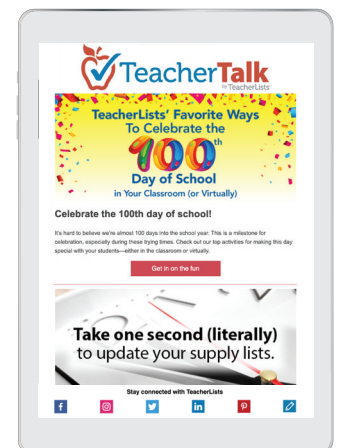 TeacherTalk
by TeacherLists
TeacherLists' Favorite Ways
To Celebrate the
100th
Day of School
in Your Classroom (or Virtually)
Celebrate the 100th day of school!
It's hard to believe we're almost 100 days into the school year. This is a milestone for
celebration, especially during these trying times. Check out our top activities for making this day
special with your students—either in the classroom or virtually.
Get in on the fun
Take one second (literally)
to update your supply lists.
Stay connected with TeacherLists